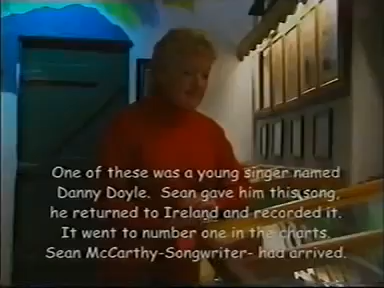 One of these was a young singer named
Danny Doyle. Sean gave him this song,
he returned to Ireland and recorded it.
It went to number one in the charts.
Sean McCarthy-Songwriter- had arrived.